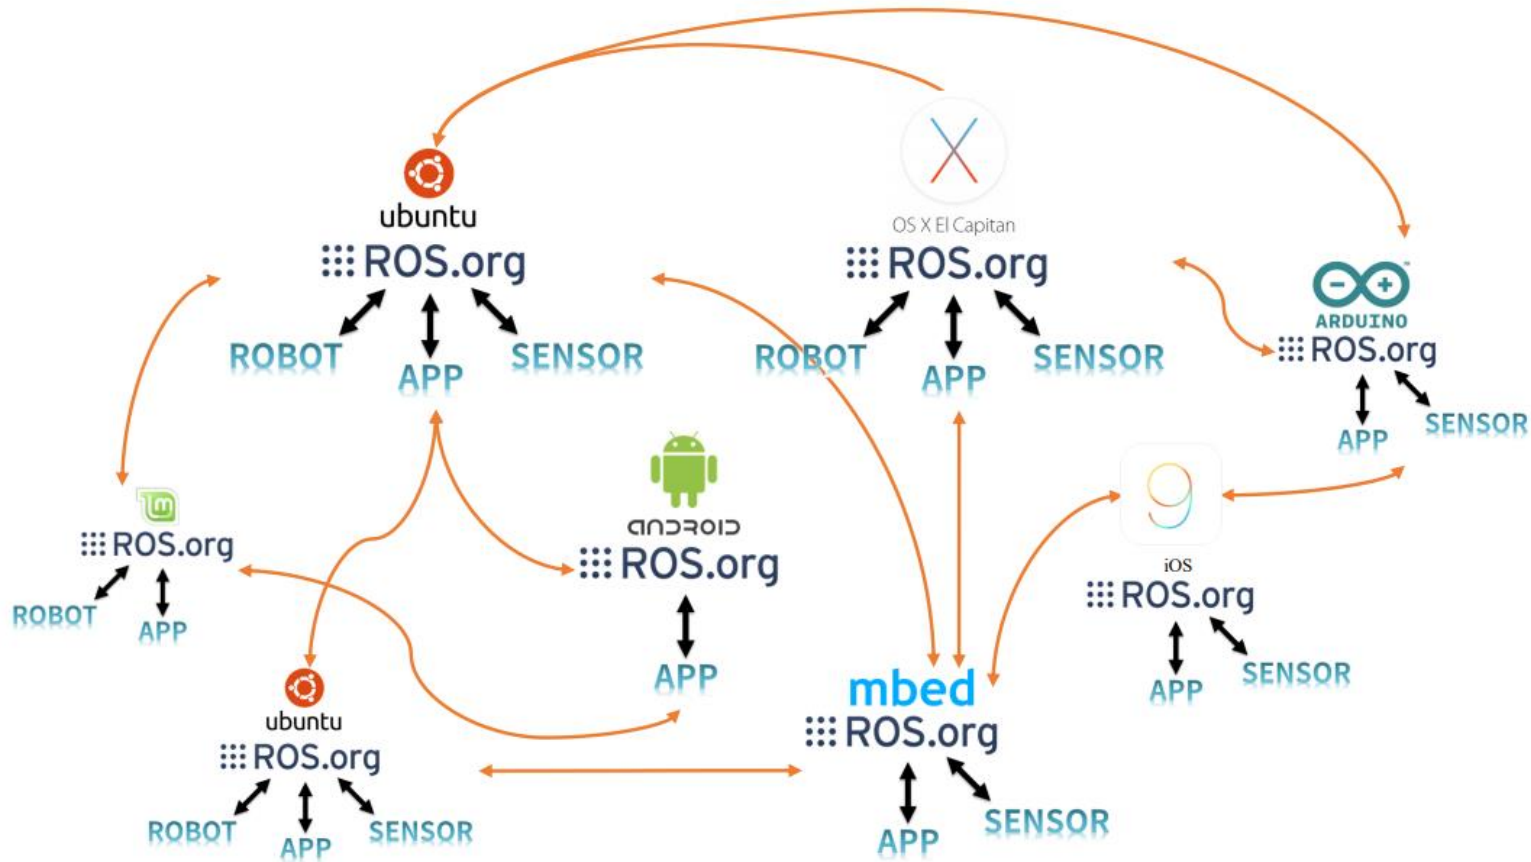 ubuntu
ROS.org
ROBOT
APP
SENSOR
OS X El Capitan
ROS.org
ROBOT
APP
SENSOR
ARDUINO
™
ROS.org
APP
SENSOR
ROS.org
ROBOT
APP
ANDROID
ROS.org
APP
9
iOS
ROS.org
APP
SENSOR
ubuntu
ROS.org
ROBOT
APP
SENSOR
mbed
ROS.org
APP
SENSOR